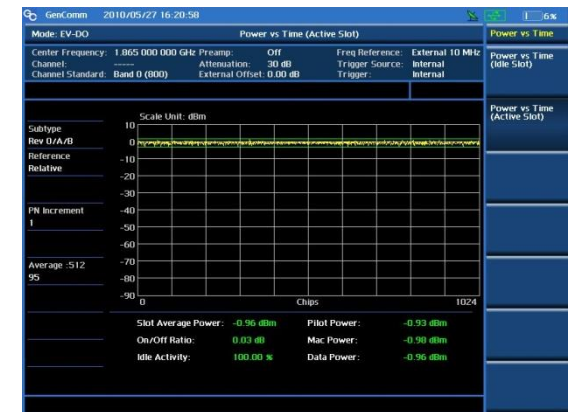 GenComm 2010/05/27 16:20:58 6%
Mode: EV-DO Power vs Time (Active Slot) Power vs Time
Center Frequency: 1.865 000 000 GHz Preamp: Off Freq Reference: External 10 MHz
Channel: ----- Attenuation: 30 dB Trigger Source: Internal
Channel Standard: Band 0 (800) External Offset: 0.00 dB Trigger: Internal
Power vs Time
(Idle Slot)
Power vs Time
(Active Slot)
Scale Unit: dBm
Subtype
Rev 0/A/B
Reference
Relative
PN Increment
1
Average :512
95
10
0
-10
-20
-30
-40
-50
-60
-70
-80
-90
0 Chips 1024
Slot Average Power: -0.96 dBm Pilot Power: -0.93 dBm
On/Off Ratio: 0.03 dB Mac Power: -0.98 dBm
Idle Activity: 100.00 % Data Power: -0.96 dBm